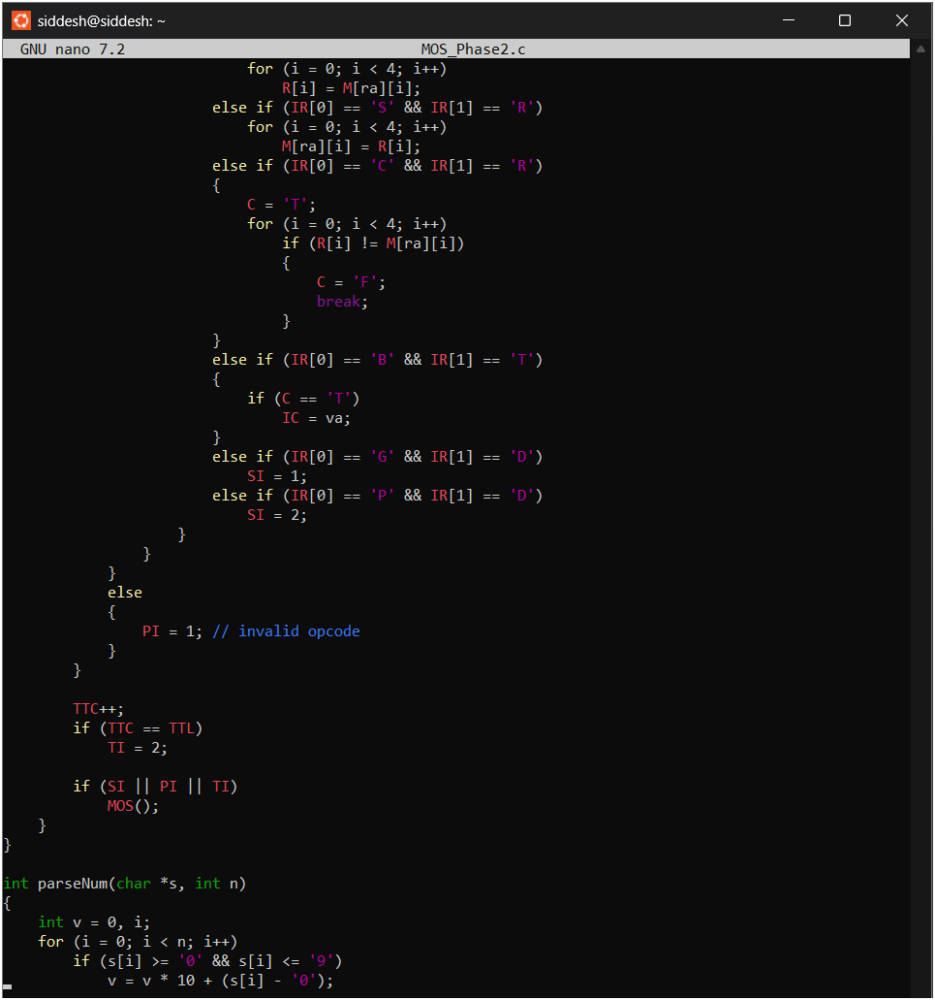 siddesh@siddesh: ~
GNU nano 7.2 MOS_Phase2.c
for (i = 0; i < 4; i++)
R[i] = M[ra][i];
else if (IR[0] == 'S' && IR[1] == 'R')
for (i = 0; i < 4; i++)
M[ra][i] = R[i];
else if (IR[0] == 'C' && IR[1] == 'R')
{
C = 'T';
for (i = 0; i < 4; i++)
if (R[i] != M[ra][i])
{
C = 'F';
break;
}
}
else if (IR[0] == 'B' && IR[1] == 'T')
{
if (C == 'T')
IC = va;
}
else if (IR[0] == 'G' && IR[1] == 'D')
SI = 1;
else if (IR[0] == 'P' && IR[1] == 'D')
SI = 2;
}
}
}
else
{
PI = 1; // invalid opcode
}
}
TTC++;
if (TTC == TTL)
TI = 2;
if (SI || PI || TI)
MOS();
}
}
int parseNum(char *s, int n)
{
int v = 0, i;
for (i = 0; i < n; i++)
if (s[i] >= '0' && s[i] <= '9')
v = v * 10 + (s[i] - '0');